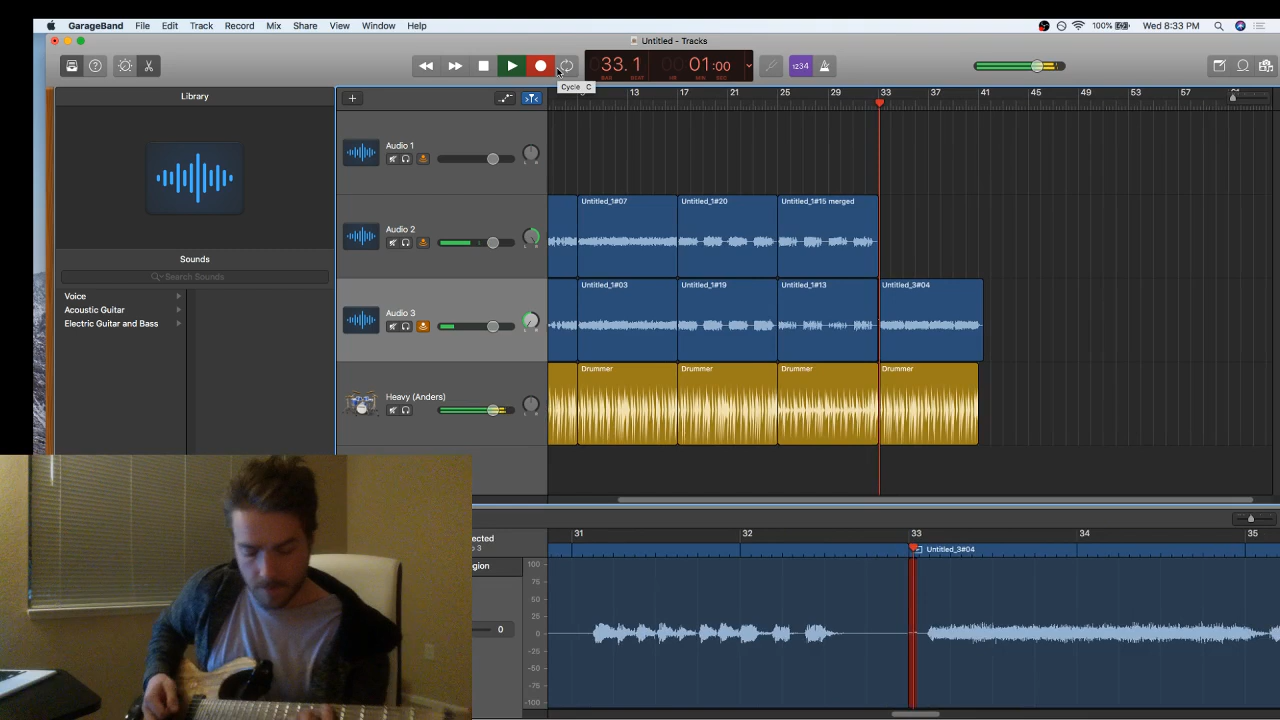 GarageBand File Edit Track Record Mix Share View Window Help
100% Wed 8:33 PM
Untitled - Tracks
33. 1 01:00
BAR BEAT HR MIN SEC
1234
Cycle C
Library
13 17 21 25 29 33 37 41 45 49 53 57
Audio 1
L R
Untitled_1#07 Untitled_1#20 Untitled_1#15 merged
Audio 2
L R
Sounds
Search Sounds
Untitled_1#03 Untitled_1#19 Untitled_1#13 Untitled_3#04
Voice
Acoustic Guitar
Electric Guitar and Bass
Audio 3
L R
Drummer Drummer Drummer Drummer
Heavy (Anders)
L R
31 32 33 34 35
Untitled_3#04
100
75
50
25
0
-25
-50
-75
-100
0